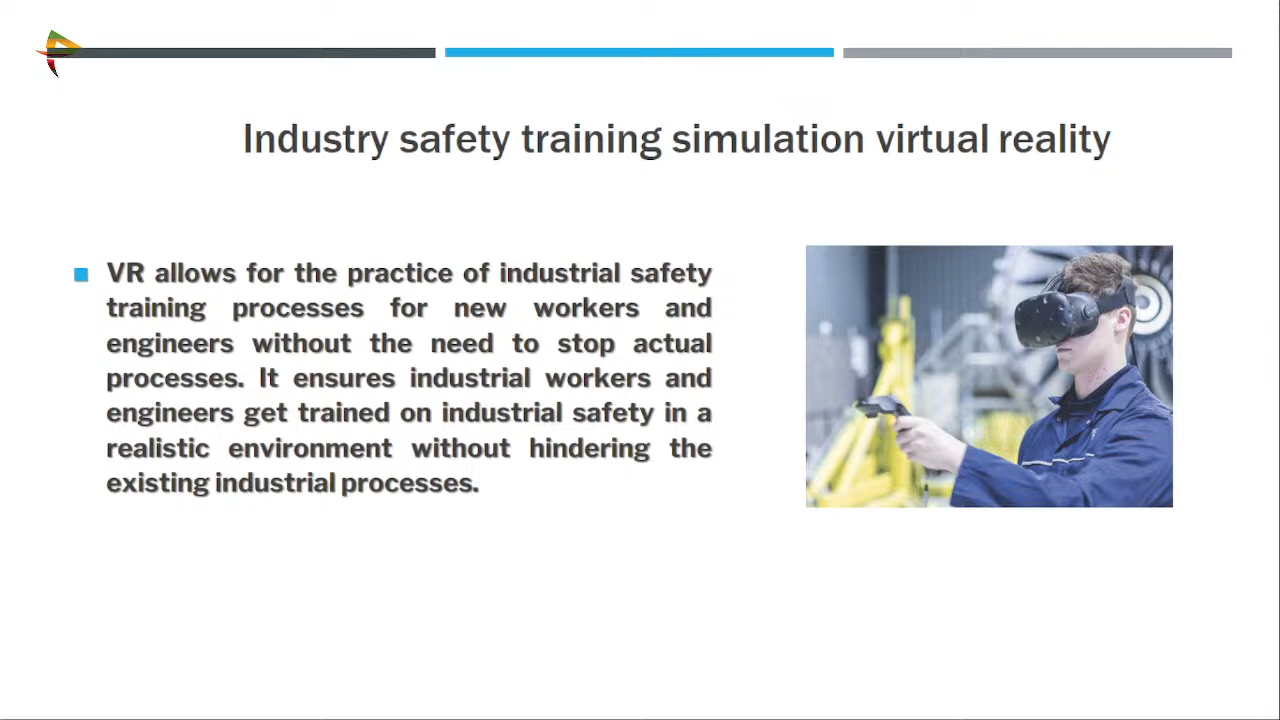 Industry safety training simulation virtual reality
VR allows for the practice of industrial safety
training processes for new workers and
engineers without the need to stop actual
processes. It ensures industrial workers and
engineers get trained on industrial safety in a
realistic environment without hindering the
existing industrial processes.